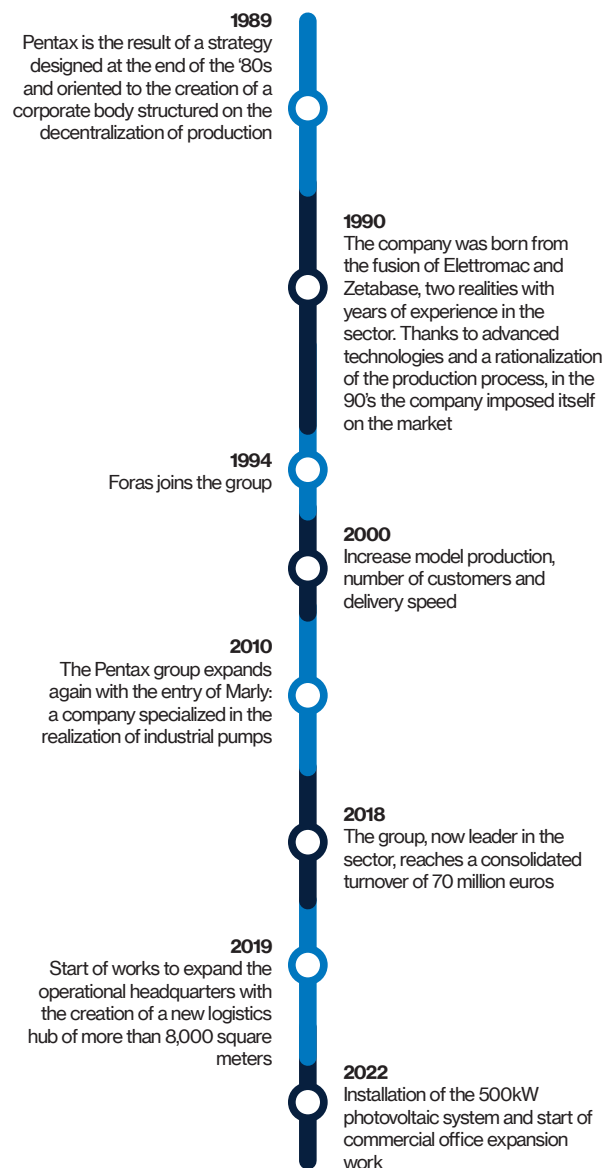 1989
Pentax is the result of a strategy
designed at the end of the ‘80s
and oriented to the creation of a
corporate body structured on the
decentralization of production
1990
The company was born from
the fusion of Elettromac and
Zetabase, two realities with
years of experience in the
sector. Thanks to advanced
technologies and a rationalization
of the production process, in the
90’s the company imposed itself
on the market
1994
Foras joins the group
2000
Increase model production,
number of customers and
delivery speed
2010
The Pentax group expands
again with the entry of Marly:
a company specialized in the
realization of industrial pumps
2018
The group, now leader in the
sector, reaches a consolidated
turnover of 70 million euros
2019
Start of works to expand the
operational headquarters with
the creation of a new logistics
hub of more than 8,000 square
meters
2022
Installation of the 500kW
photovoltaic system and start of
commercial office expansion
work